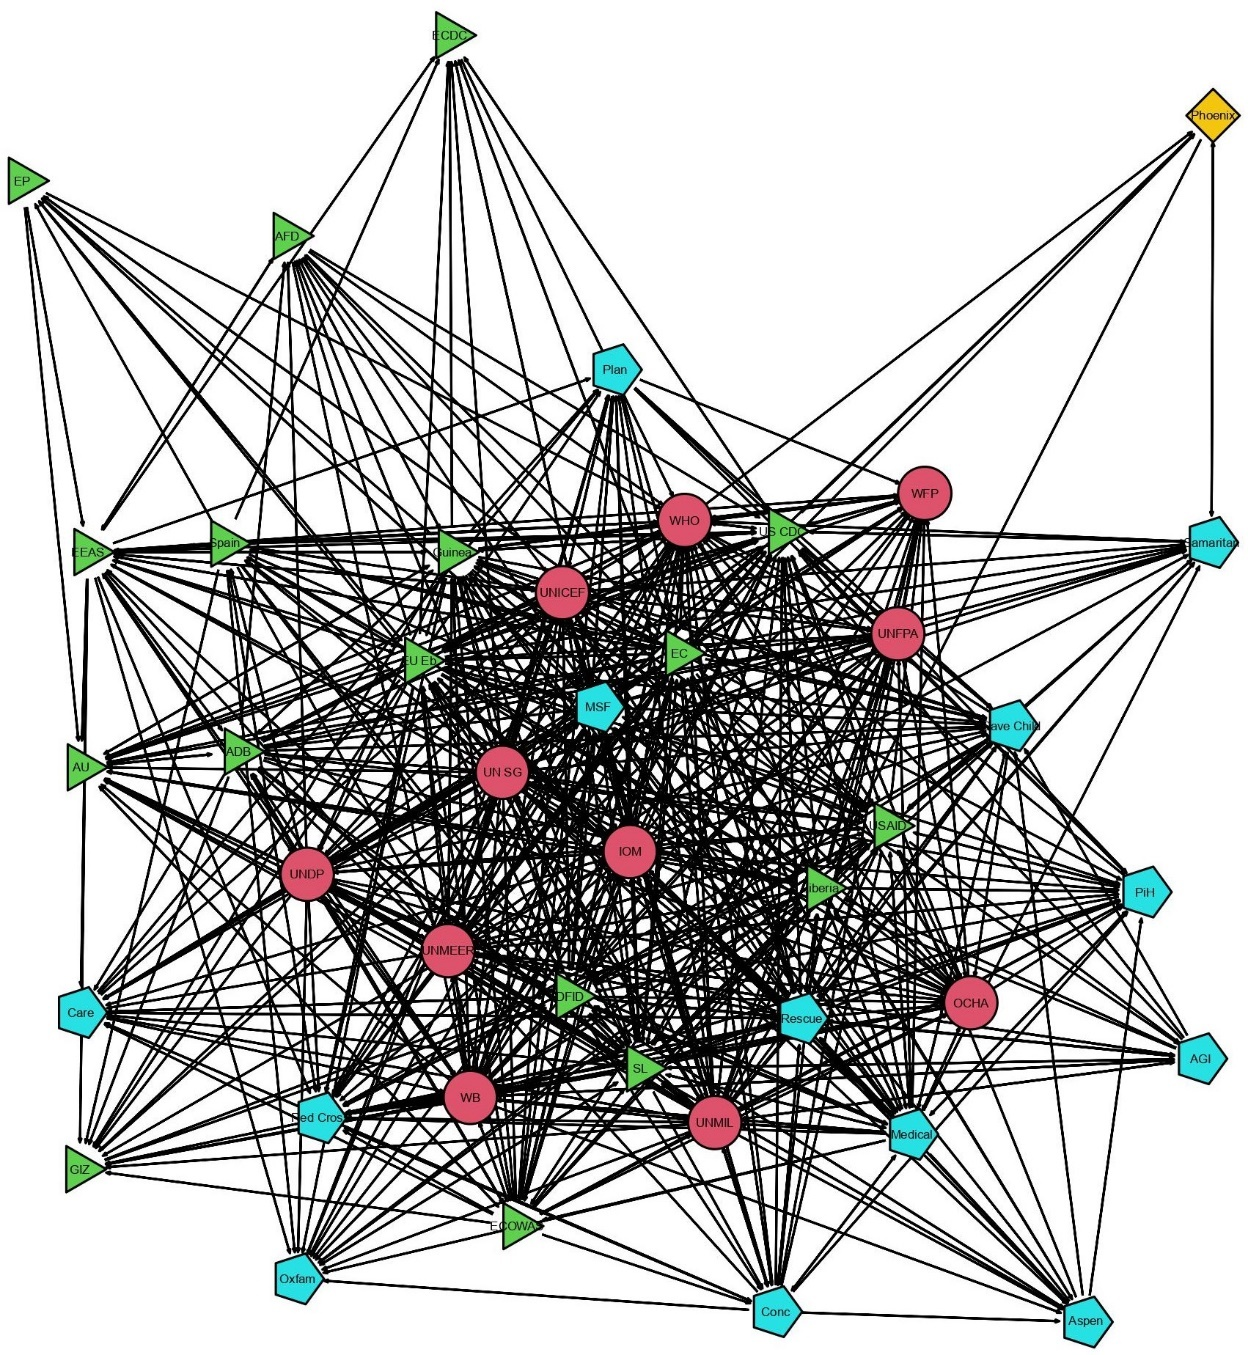 ECDC
Phoenix
EP
AFD
Plan
WFP
WHO
US CDC
EEAS
Spain
Guinea
Samaritan
UNICEF
UNFPA
EU Eb
EC
MSF
ave Child
AU
ADB
UN SG
USAID
IOM
UNDP
iberia
PiH
UNMEER
DFID
OCHA
Care
Rescue
AGI
SL
WB
ed Cros
UNMIL
Medical
GIZ
ECOWAS
Oxfam
Conc
Aspen